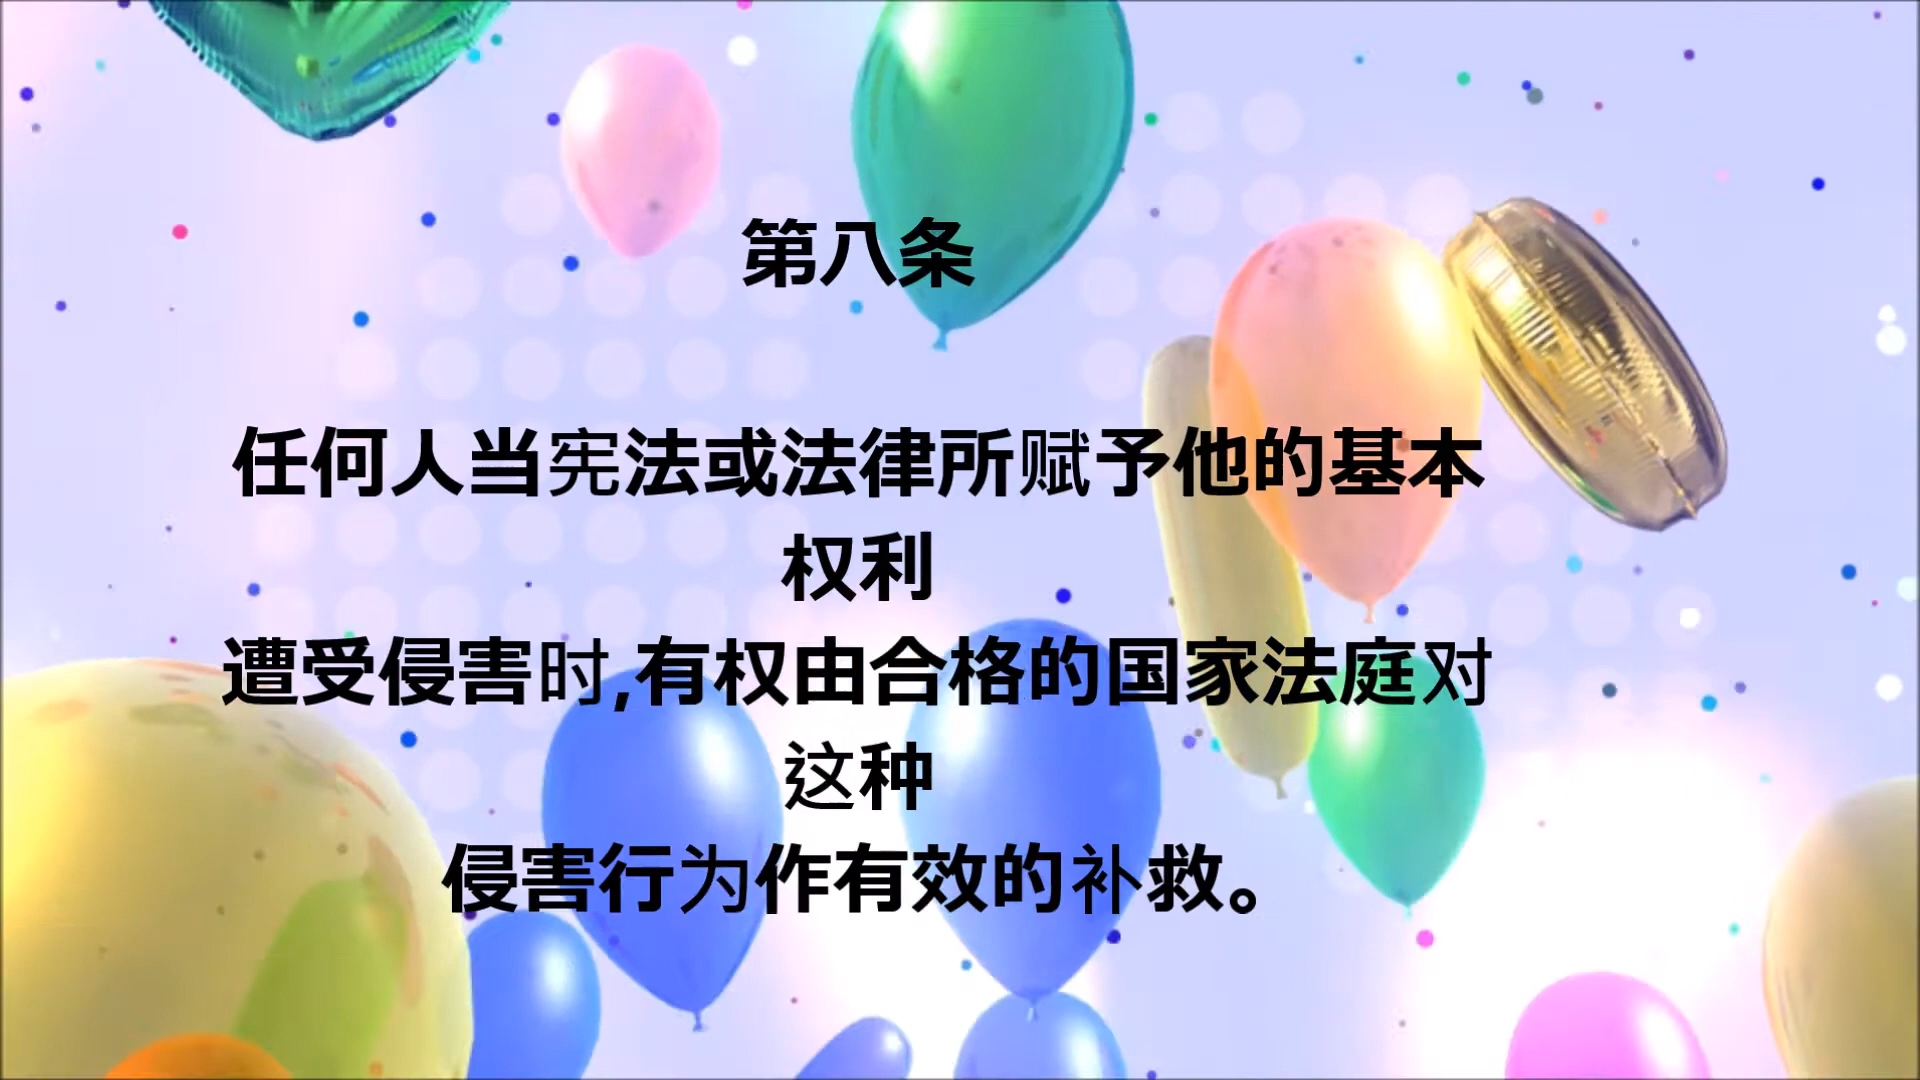 第八条
任何人当宪法或法律所赋予他的基本
权利
遭受侵害时,有权由合格的国家法庭对
这种
侵害行为作有效的补救。